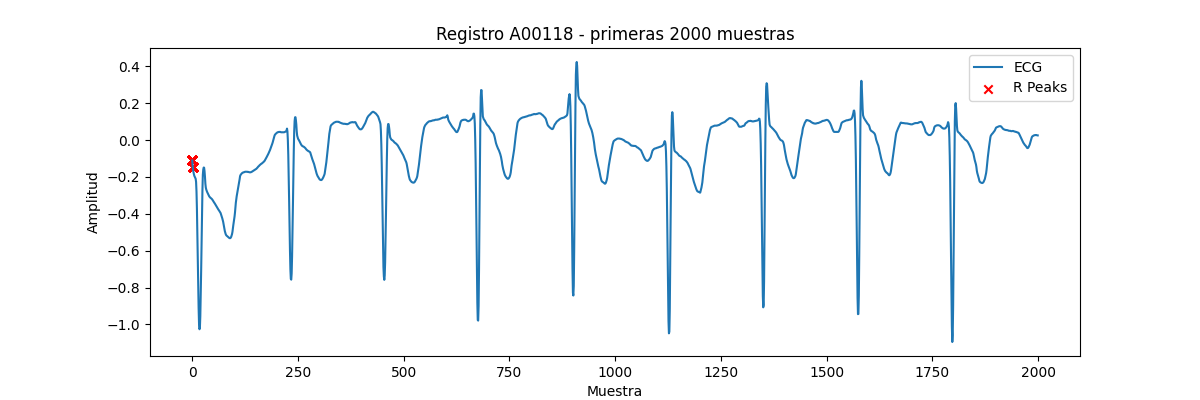 Registro A00118 - primeras 2000 muestras
ECG
R Peaks
Amplitud
0.4
0.2
0.0
−0.2
−0.4
−0.6
−0.8
−1.0
0 250 500 750 1000 1250 1500 1750 2000
Muestra